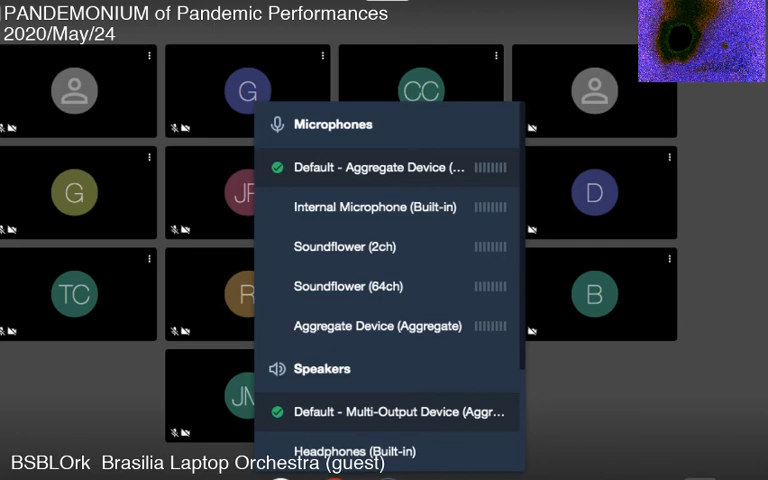 PANDEMONIUM of Pandemic Performances
2020/May/24
G
CC
Microphones
Default - Aggregate Device (...
G
D
Internal Microphone (Built-in)
Soundflower (2ch)
TC
R
B
Soundflower (64ch)
Aggregate Device (Aggregate)
Speakers
Default - Multi-Output Device (Aggr...
Headphones (Built-in)
BSBLOrk Brasilia Laptop Orchestra (guest)